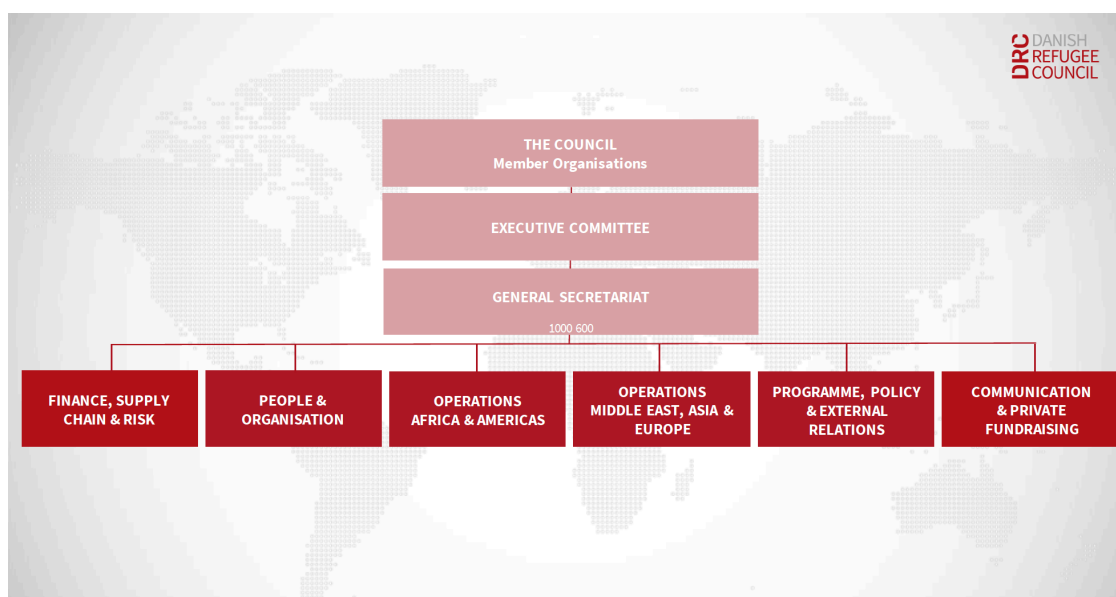 DRC
DANISH
REFUGEE
COUNCIL
THE COUNCIL
Member Organisations
EXECUTIVE COMMITTEE
GENERAL SECRETARIAT
1000 600
FINANCE, SUPPLY
CHAIN & RISK
PEOPLE &
ORGANISATION
OPERATIONS
AFRICA & AMERICAS
OPERATIONS
MIDDLE EAST, ASIA &
EUROPE
PROGRAMME, POLICY
& EXTERNAL
RELATIONS
COMMUNICATION
& PRIVATE
FUNDRAISING